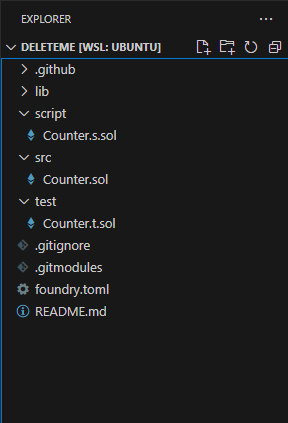 EXPLORER
DELETEME [WSL: UBUNTU]
.github
lib
script
Counter.s.sol
src
Counter.sol
test
Counter.t.sol
.gitignore
.gitmodules
foundry.toml
README.md